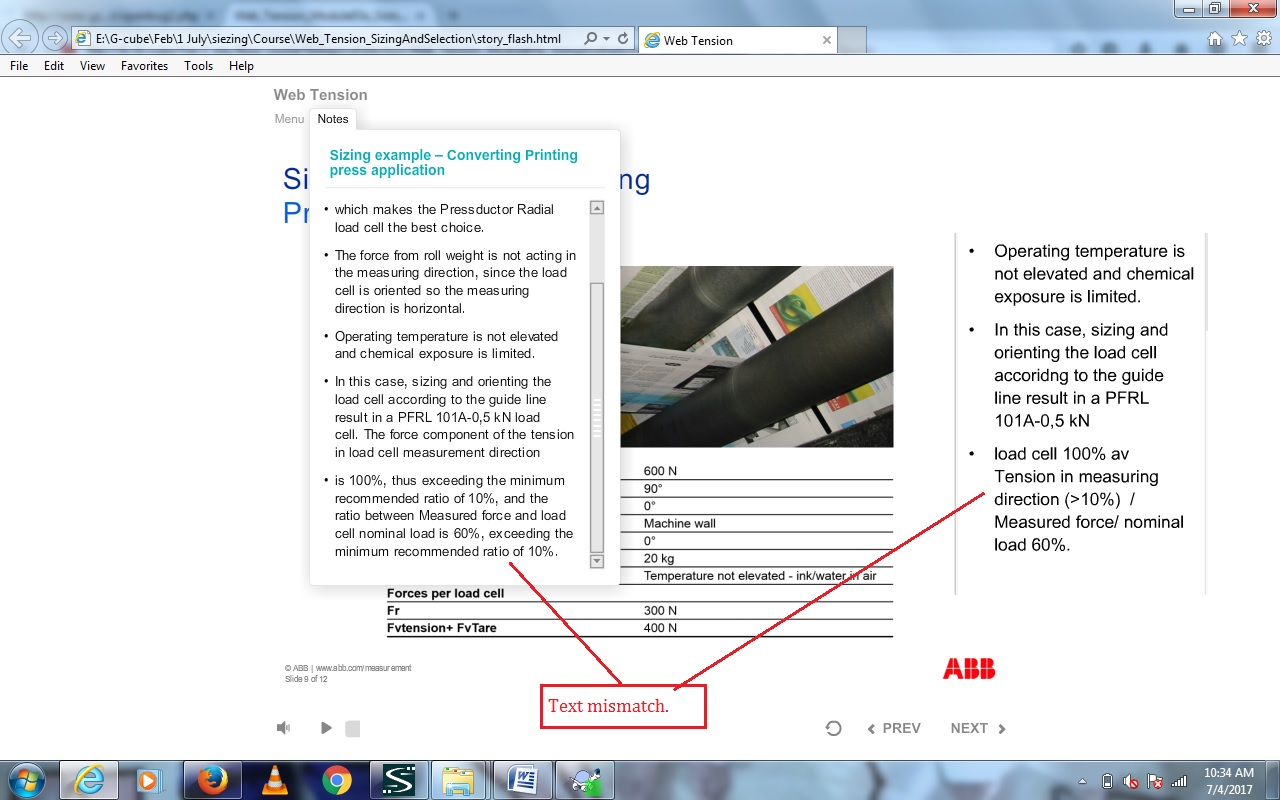 E:\G-cube\Feb\1 July\siezing\Course\Web_Tension_SizingAndSelection\story_flash.html
Web Tension
File Edit View Favorites Tools Help
Web Tension
Menu Notes
Sizing example – Converting Printing
press application
Si
ng
Pr
• which makes the Pressductor Radial
load cell the best choice.
• The force from roll weight is not acting in
the measuring direction, since the load
cell is oriented so the measuring
direction is horizontal.
• Operating temperature is not elevated
and chemical exposure is limited.
• In this case, sizing and orienting the
load cell according to the guide line
result in a PFRL 101A-0,5 kN load
cell. The force component of the tension
in load cell measurement direction
• is 100%, thus exceeding the minimum
recommended ratio of 10%, and the
ratio between Measured force and load
cell nominal load is 60%, exceeding the
minimum recommended ratio of 10%.
600 N
90°
0°
Machine wall
0°
20 kg
Temperature not elevated - ink/water in air
Forces per load cell
Fr 300 N
Fvtension+ FvTare 400 N
• Operating temperature is
not elevated and chemical
exposure is limited.
• In this case, sizing and
orienting the load cell
accoridng to the guide
line result in a PFRL
101A-0,5 kN
• load cell 100% av
Tension in measuring
direction (>10%) /
Measured force/ nominal
load 60%.
© ABB | www.abb.com/measurement
Slide 9 of 12
ABB
Text mismatch.
PREV NEXT
10:34 AM
7/4/2017